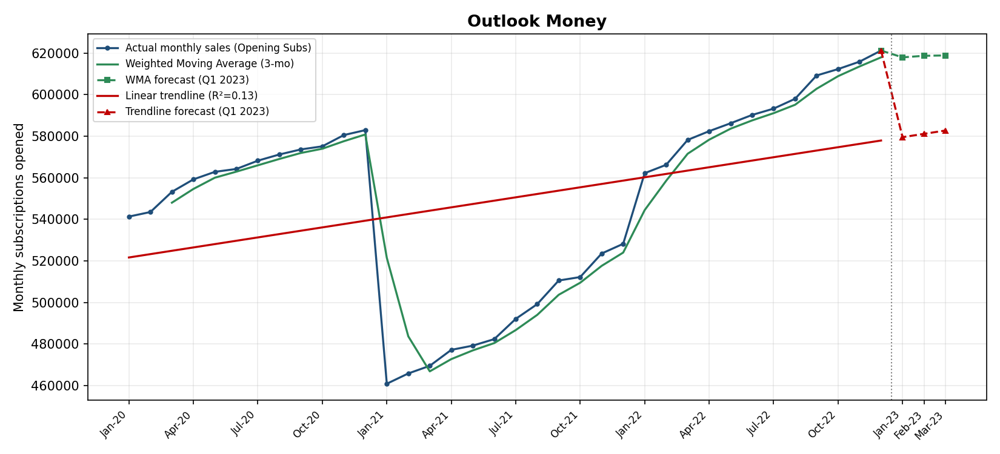 Outlook Money
Actual monthly sales (Opening Subs)
Weighted Moving Average (3-mo)
WMA forecast (Q1 2023)
Linear trendline (R²=0.13)
Trendline forecast (Q1 2023)
Monthly subscriptions opened
620000
600000
580000
560000
540000
520000
500000
480000
460000
Jan-20
Apr-20
Jul-20
Oct-20
Jan-21
Apr-21
Jul-21
Oct-21
Jan-22
Apr-22
Jul-22
Oct-22
Jan-23
Feb-23
Mar-23